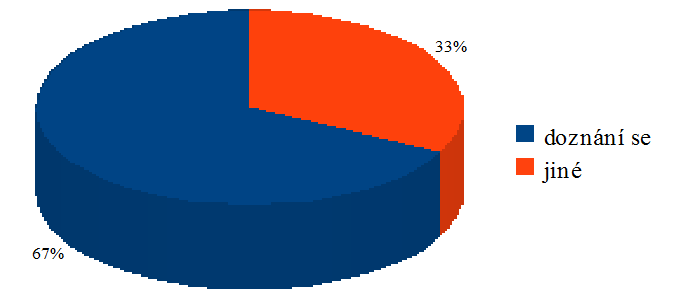 33%
doznání se
jiné
67%